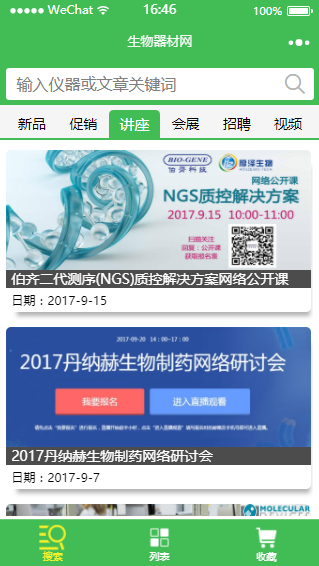 WeChat 16:46 100%
生物器材网
输入仪器或文章关键词
新品 促销 讲座 会展 招聘 视频
BIO-GENE
伯齐科技
晨泽生物
网络公开课
NGS质控解决方案
2017.9.15 10:00-11:00
扫码关注
回复：公开课
获取报名表
伯齐二代测序(NGS)质控解决方案网络公开课
日期：2017-9-15
2017-09-20 14：00-17：00
2017丹纳赫生物制药网络研讨会
我要报名 进入直播观看
2017丹纳赫生物制药网络研讨会
日期：2017-9-7
MOLECULAR
搜索 列表 收藏